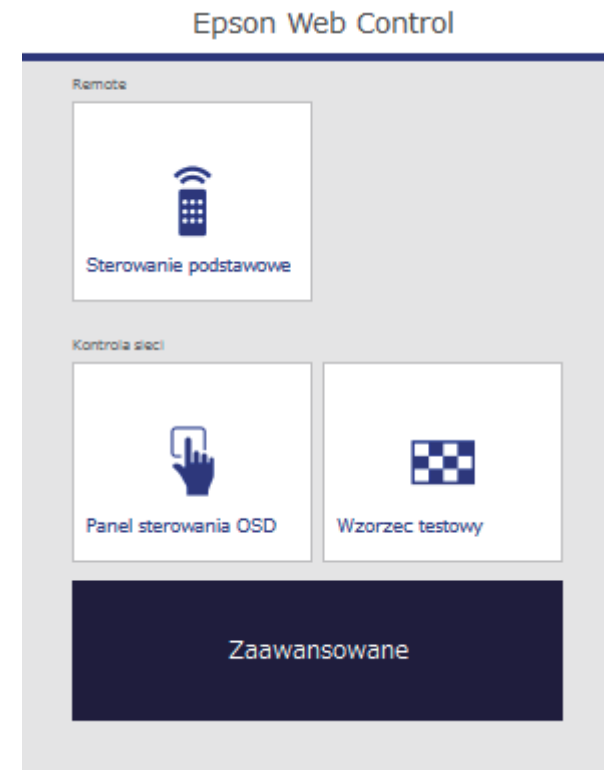 Epson Web Control
Remote
Sterowanie podstawowe
Kontrola sieci
Panel sterowania OSD
Wzorzec testowy
Zaawansowane